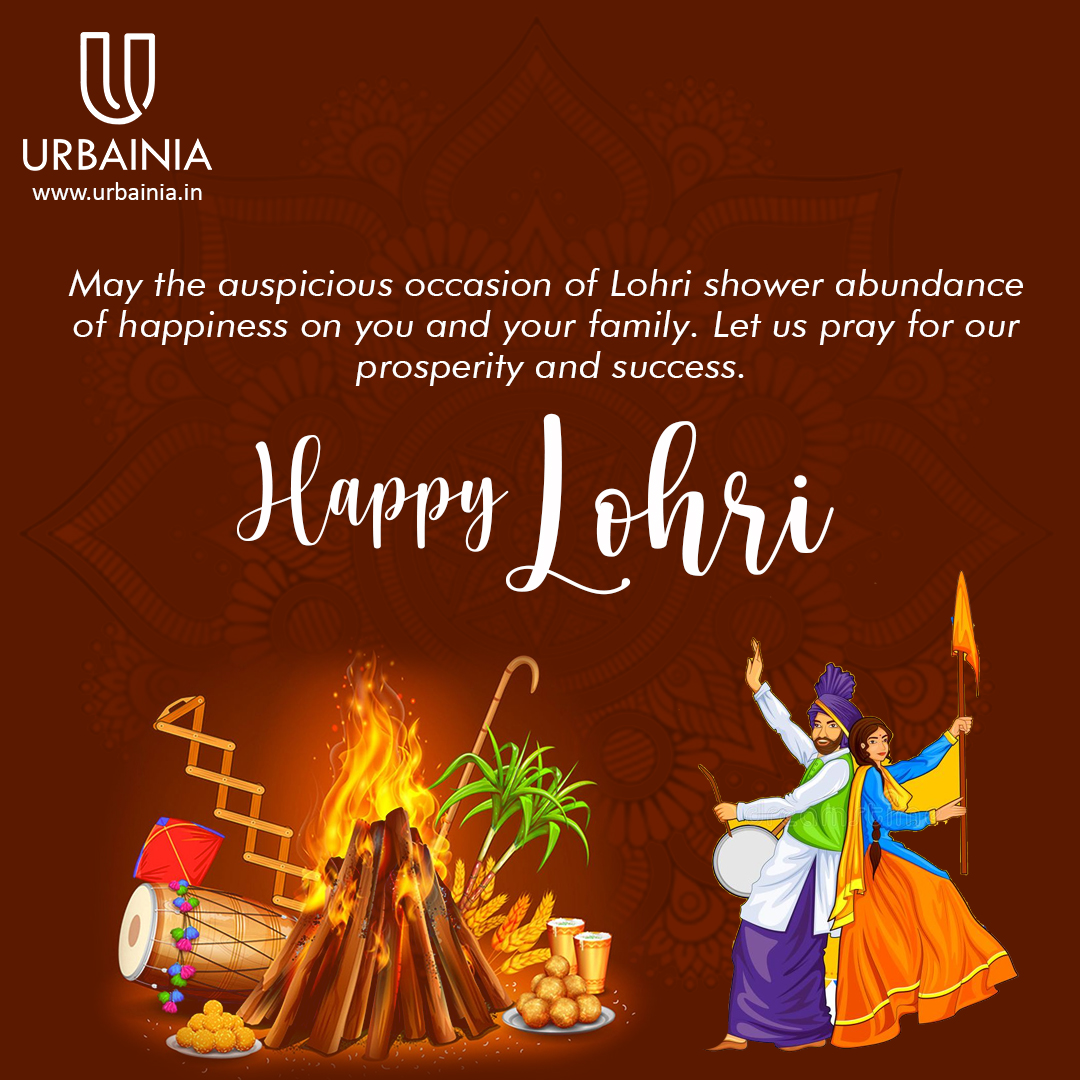 URBAINIA
www.urbainia.in
May the auspicious occasion of Lohri shower abundance
of happiness on you and your family. Let us pray for our
prosperity and success.
Happy Lohri